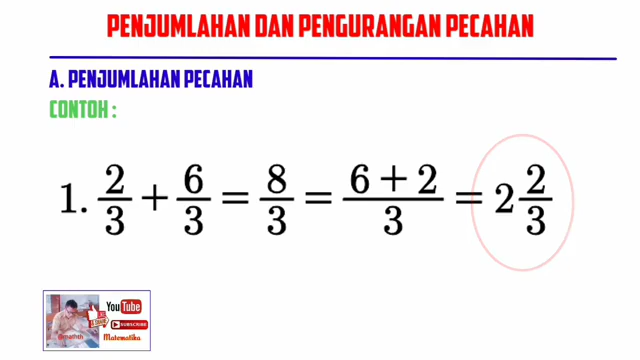 PENJUMLAHAN DAN PENGURANGAN PECAHAN
A. PENJUMLAHAN PECAHAN
CONTOH :
1. 2/3 + 6/3 = 8/3 = (6 + 2)/3 = 2 2/3
YouTube
SUBSCRIBE
Matematika